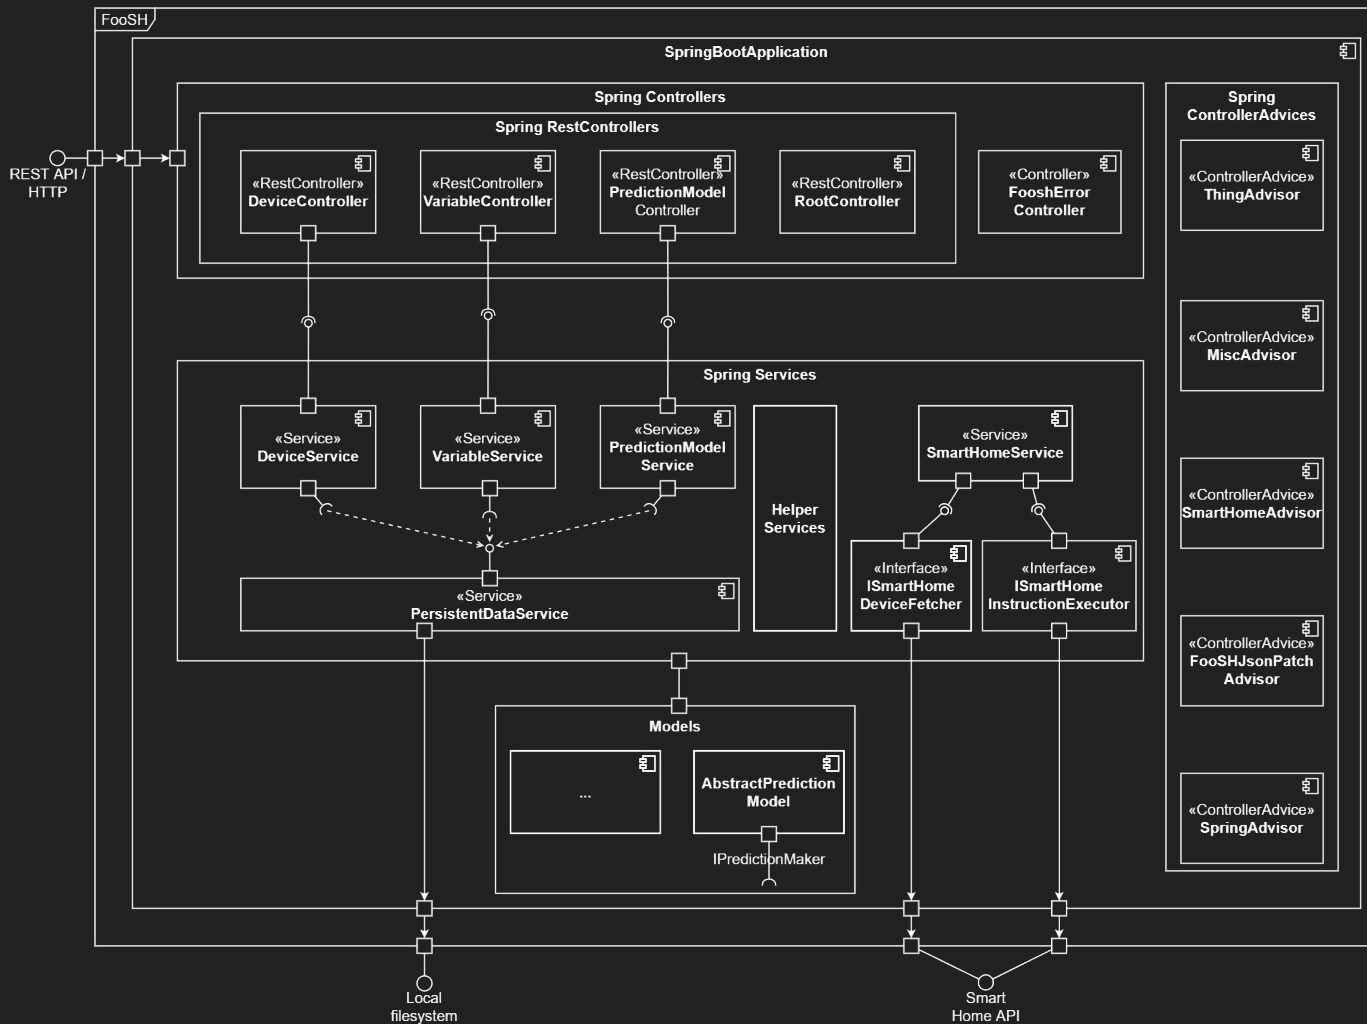 FooSH
SpringBootApplication
Spring Controllers
Spring RestControllers
REST API /
HTTP
«RestController»
DeviceController
«RestController»
VariableController
«RestController»
PredictionModel
Controller
«RestController»
RootController
«Controller»
FooshError
Controller
Spring
ControllerAdvices
«ControllerAdvice»
ThingAdvisor
«ControllerAdvice»
MiscAdvisor
«ControllerAdvice»
SmartHomeAdvisor
«ControllerAdvice»
FooSHJsonPatch
Advisor
«ControllerAdvice»
SpringAdvisor
Spring Services
«Service»
DeviceService
«Service»
VariableService
«Service»
PredictionModel
Service
Helper
Services
«Service»
SmartHomeService
«Interface»
ISmartHome
DeviceFetcher
«Interface»
ISmartHome
InstructionExecutor
«Service»
PersistentDataService
Models
...
AbstractPrediction
Model
IPredictionMaker
Local
filesystem
Smart
Home API